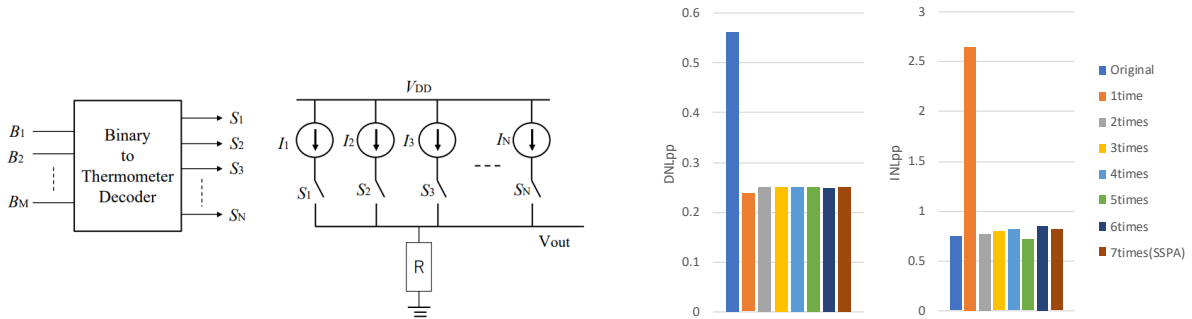 B1
B2
BM
Binary
to
Thermometer
Decoder
S1
S2
S3
SN
VDD
I1
I2
I3
IN
S1
S2
S3
SN
Vout
R
DNLpp
0.6
0.5
0.4
0.3
0.2
0.1
0
INLpp
3
2.5
2
1.5
1
0.5
0
Original
1time
2times
3times
4times
5times
6times
7times(SSPA)